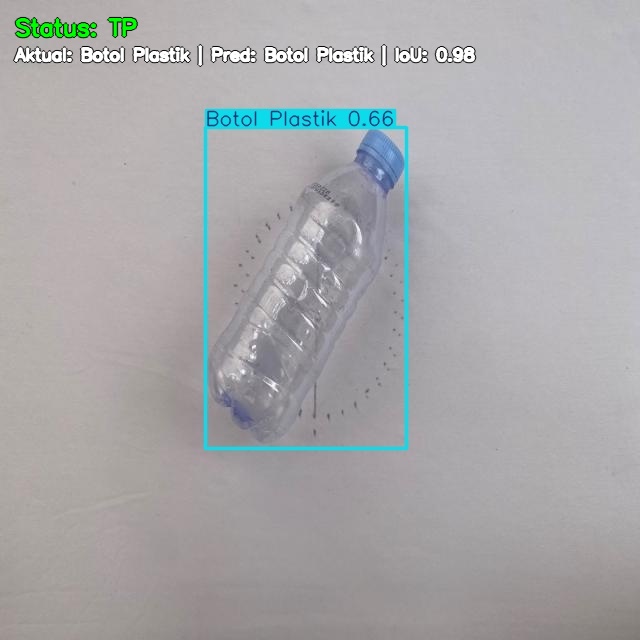 Status: TP
Aktual: Botol Plastik | Pred: Botol Plastik | IoU: 0.98
Botol Plastik 0.66